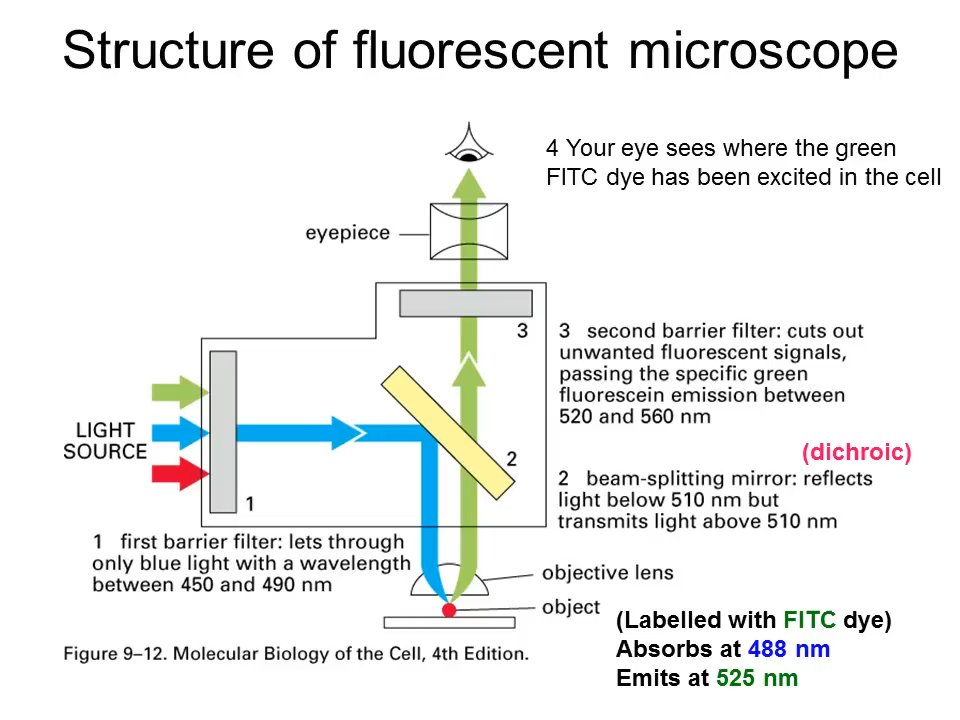 Structure of fluorescent microscope
4 Your eye sees where the green
FITC dye has been excited in the cell
eyepiece
3
3 second barrier filter: cuts out
unwanted fluorescent signals,
passing the specific green
fluorescein emission between
520 and 560 nm
LIGHT
SOURCE
(dichroic)
2
2 beam-splitting mirror: reflects
light below 510 nm but
transmits light above 510 nm
1
1 first barrier filter: lets through
only blue light with a wavelength
between 450 and 490 nm
objective lens
object
(Labelled with FITC dye)
Absorbs at 488 nm
Emits at 525 nm
Figure 9–12. Molecular Biology of the Cell, 4th Edition.